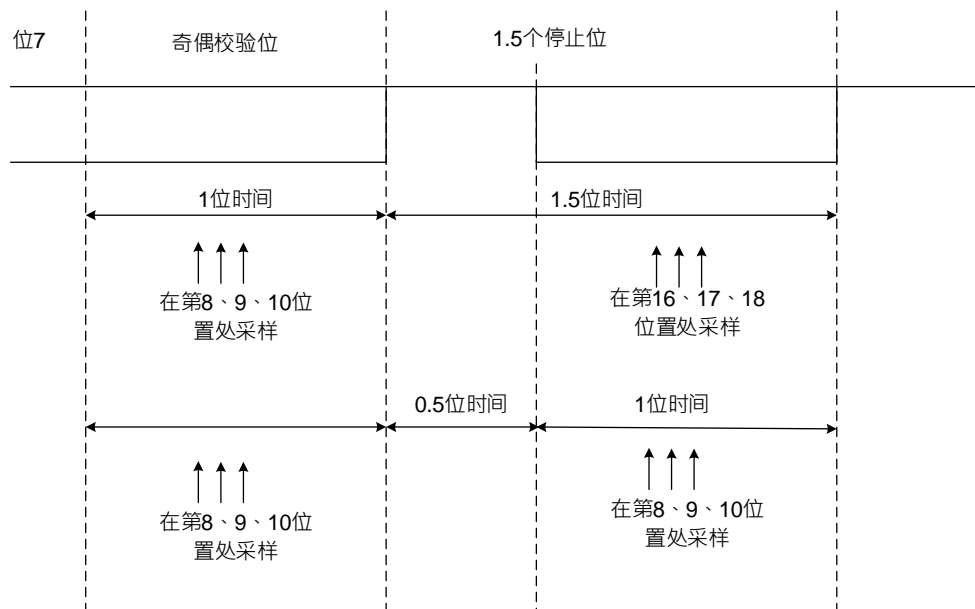 位7
奇偶校验位
1.5个停止位
1位时间
1.5位时间
在第8、9、10位
置处采样
在第16、17、18
位置处采样
0.5位时间
1位时间
在第8、9、10位
置处采样
在第8、9、10位
置处采样